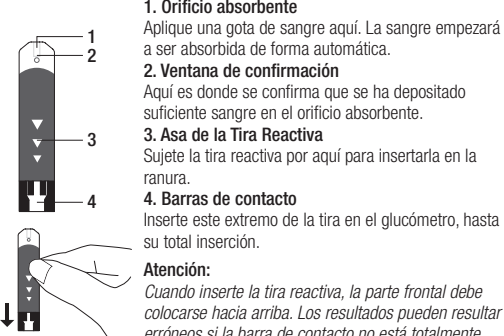 1. Orificio absorbente
Aplique una gota de sangre aquí. La sangre empezará
a ser absorbida de forma automática.
2. Ventana de confirmación
Aquí es donde se confirma que se ha depositado
suficiente sangre en el orificio absorbente.
3. Asa de la Tira Reactiva
Sujete la tira reactiva por aquí para insertarla en la
ranura.
4. Barras de contacto
Inserte este extremo de la tira en el glucómetro, hasta
su total inserción.
Atención:
Cuando inserte la tira reactiva, la parte frontal debe
colocarse hacia arriba. Los resultados pueden resultar
erróneos si la barra de contacto no está totalmente
1
2
3
4